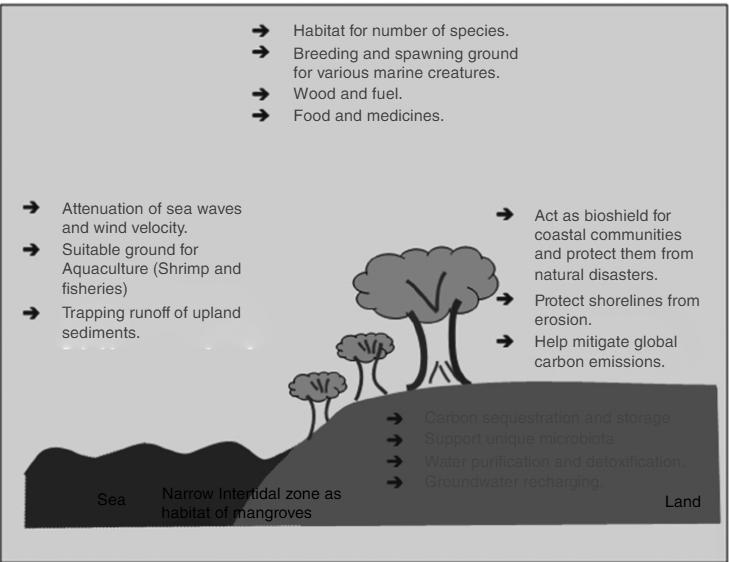 ➔ Habitat for number of species.
➔ Breeding and spawning ground
for various marine creatures.
➔ Wood and fuel.
➔ Food and medicines.
➔ Attenuation of sea waves
and wind velocity.
➔ Suitable ground for
Aquaculture (Shrimp and
fisheries)
➔ Trapping runoff of upland
sediments.
➔ Act as bioshield for
coastal communities
and protect them from
natural disasters.
➔ Protect shorelines from
erosion.
➔ Help mitigate global
carbon emissions.
➔ Carbon sequestration and storage
➔ Support unique microbiota
➔ Water purification and detoxification.
➔ Groundwater recharging.
Sea
Narrow Intertidal zone as
habitat of mangroves
Land